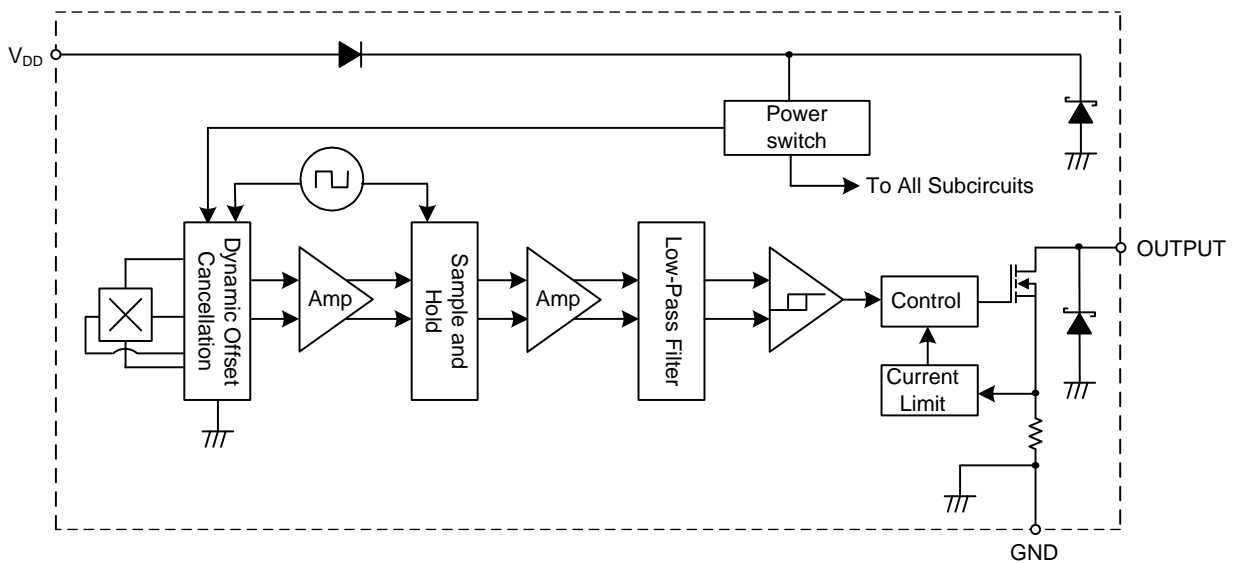 V_DD
Power
switch
To All Subcircuits
Dynamic Offset
Cancellation
Amp
Sample and
Hold
Amp
Low-Pass Filter
Control
Current
Limit
OUTPUT
GND